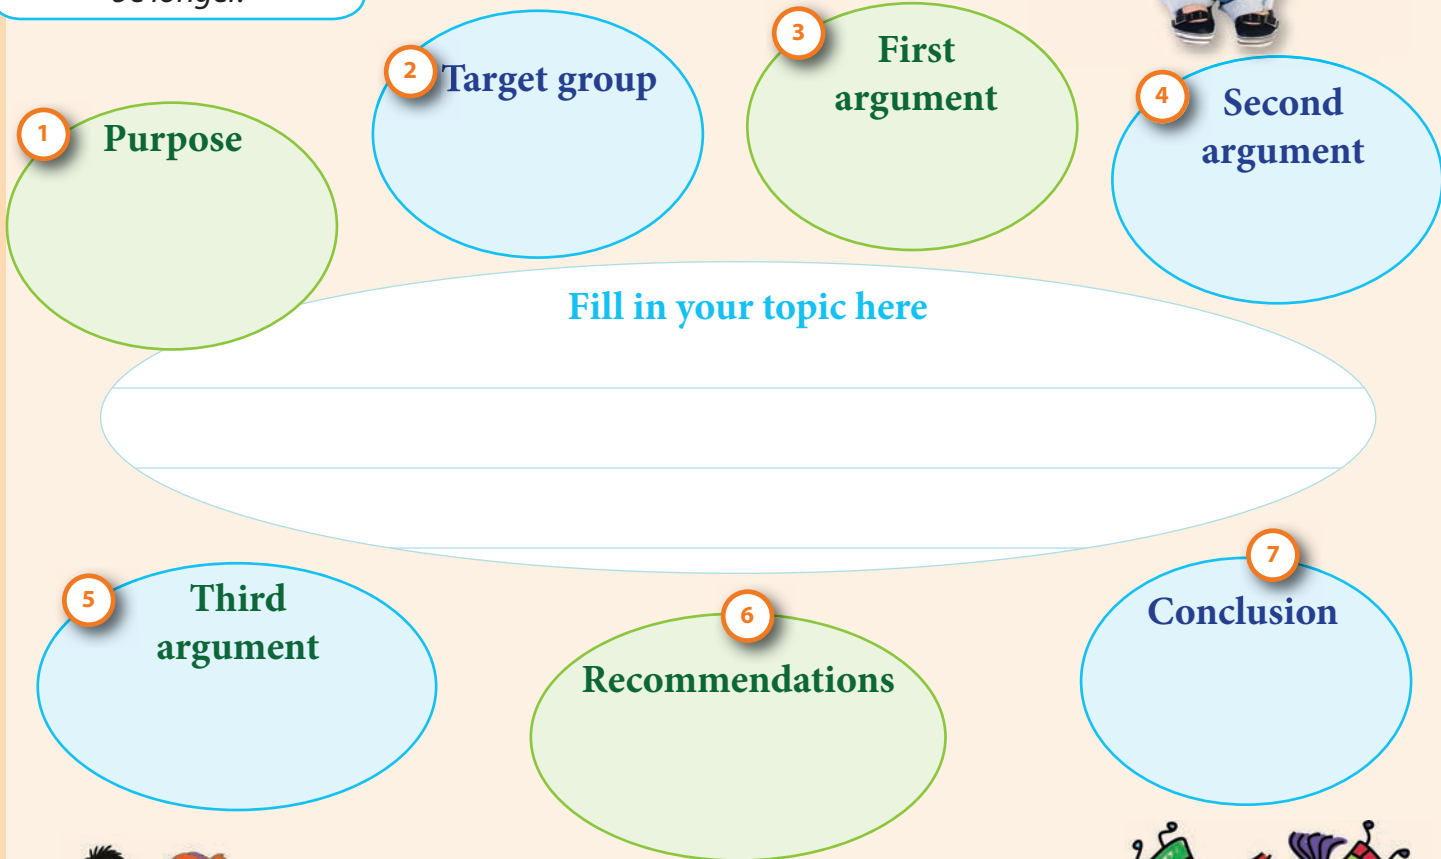 1
Purpose
2
Target group
3
First
argument
4
Second
argument
Fill in your topic here
5
Third
argument
6
Recommendations
7
Conclusion